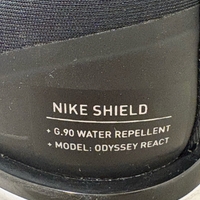 NIKE SHIELD
+ G.90 WATER REPELLENT
+ MODEL: ODYSSEY REACT